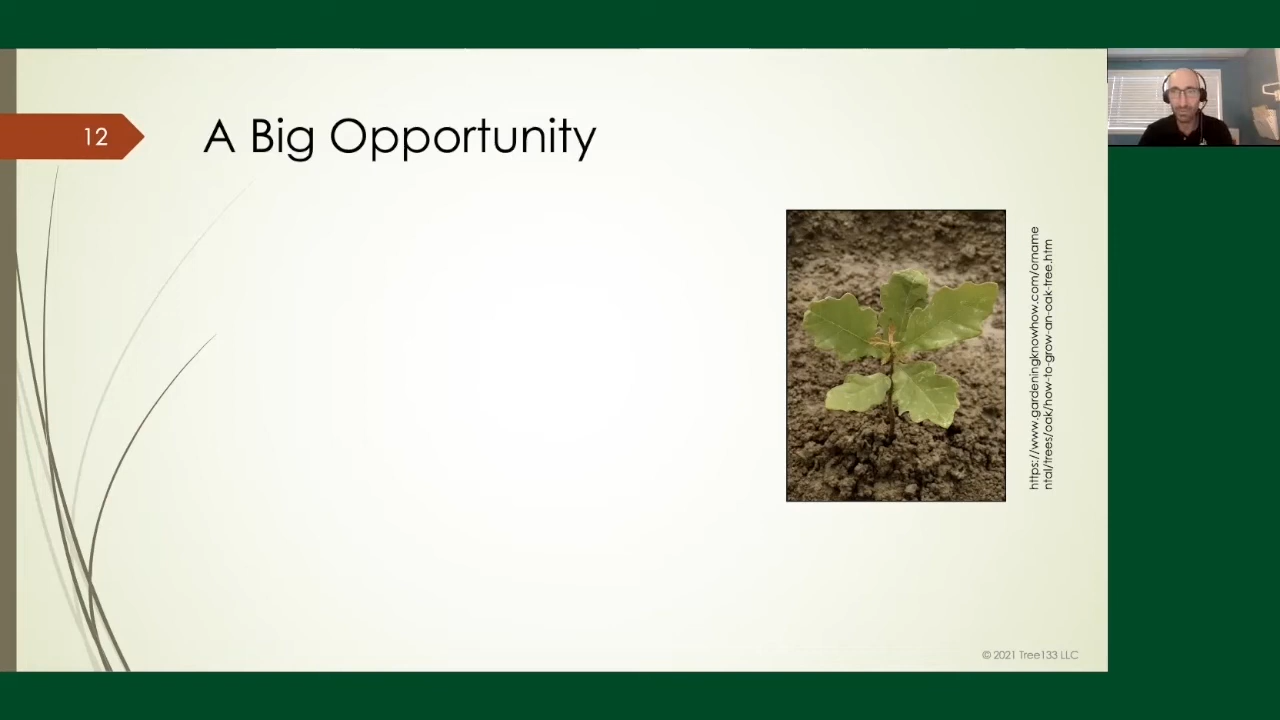 12
A Big Opportunity
https://www.gardeningknowhow.com/orname
ntal/trees/oak/how-to-grow-an-oak-tree.htm
© 2021 Tree133 LLC